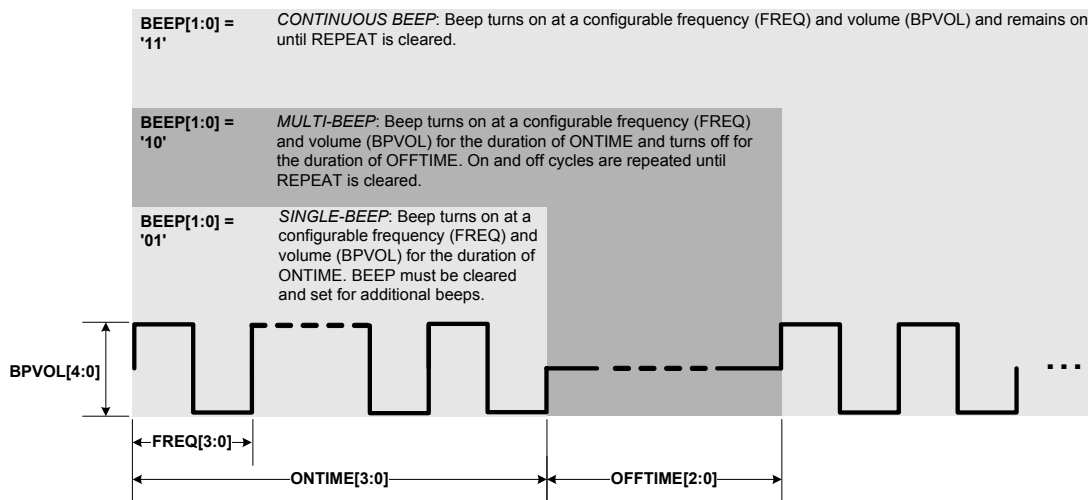 BEEP[1:0] = CONTINUOUS BEEP: Beep turns on at a configurable frequency (FREQ) and volume (BPVOL) and remains on
'11' until REPEAT is cleared.
BEEP[1:0] = MULTI-BEEP: Beep turns on at a configurable frequency (FREQ)
'10' and volume (BPVOL) for the duration of ONTIME and turns off for
the duration of OFFTIME. On and off cycles are repeated until
REPEAT is cleared.
BEEP[1:0] = SINGLE-BEEP: Beep turns on at a
'01' configurable frequency (FREQ) and
volume (BPVOL) for the duration of
ONTIME. BEEP must be cleared
and set for additional beeps.
BPVOL[4:0]
...
FREQ[3:0]
ONTIME[3:0] OFFTIME[2:0]